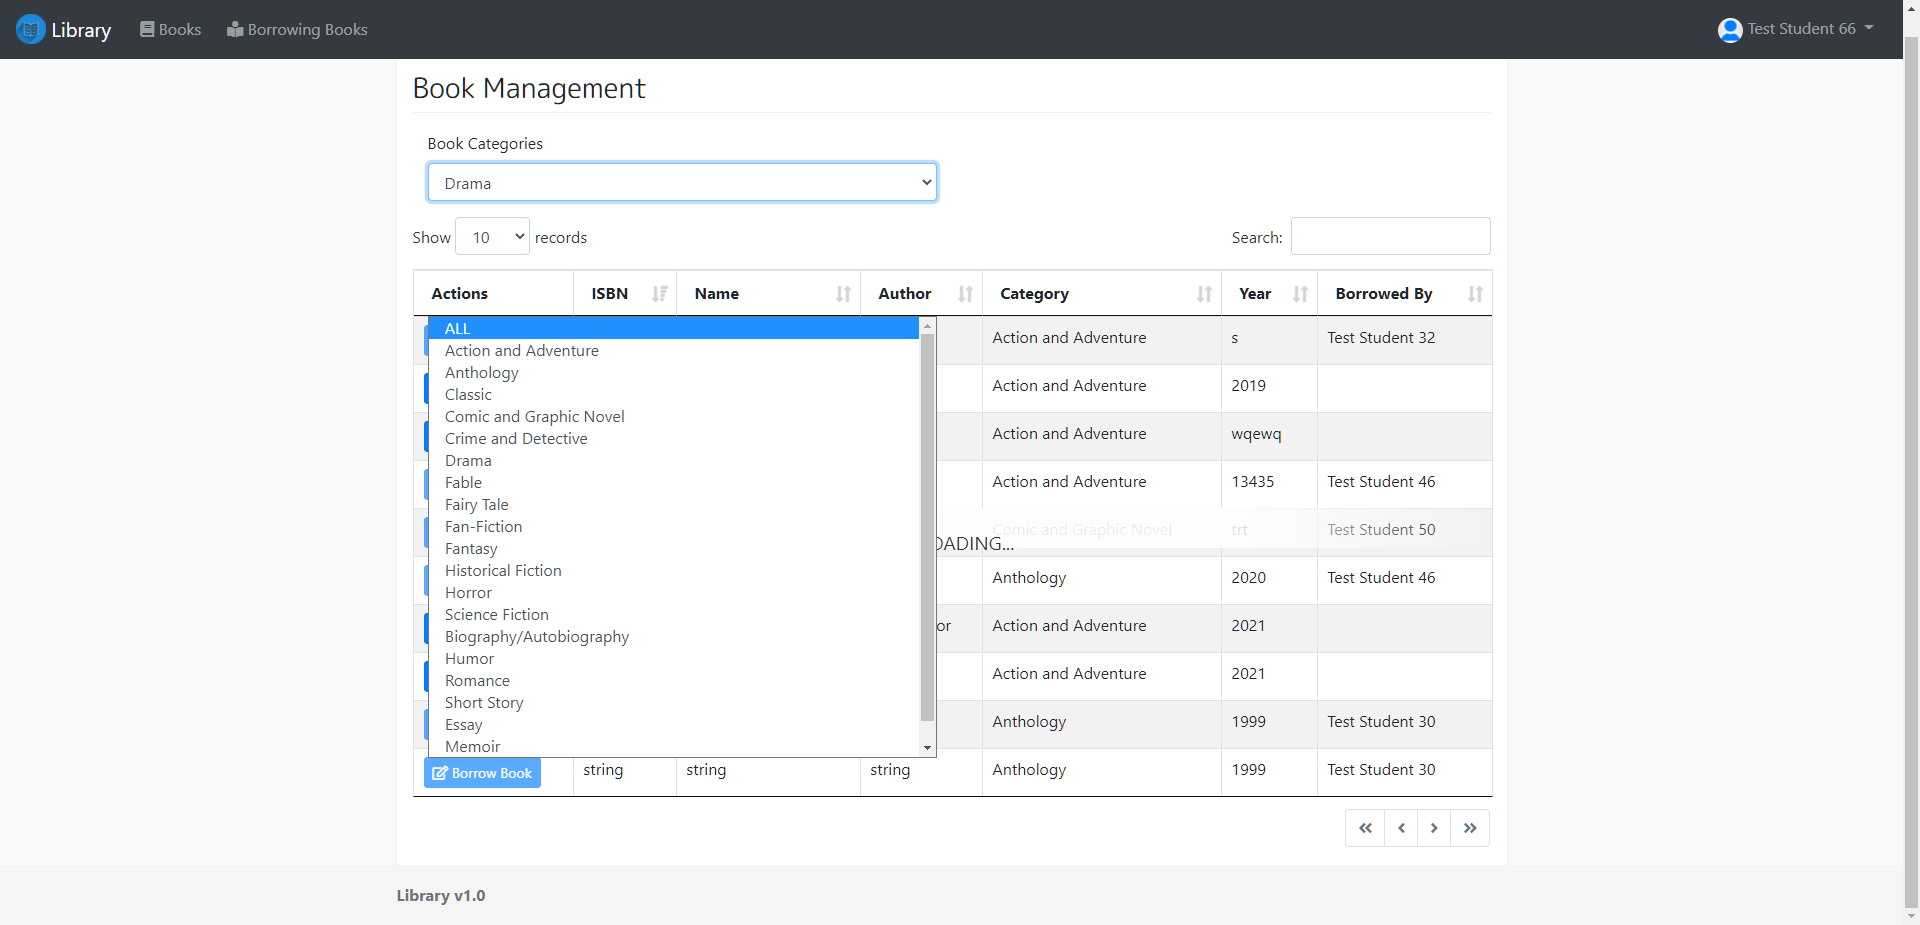 Library Books Borrowing Books Test Student 66
Book Management
Book Categories
Drama
Show 10 records Search:
Actions ISBN Name Author Category Year Borrowed By
ALL
Action and Adventure
Anthology
Classic
Comic and Graphic Novel
Crime and Detective
Drama
Fable
Fairy Tale
Fan-Fiction
Fantasy
Historical Fiction
Horror
Science Fiction
Biography/Autobiography
Humor
Romance
Short Story
Essay
Memoir
Action and Adventure s Test Student 32
Action and Adventure 2019
Action and Adventure wqewq
Action and Adventure 13435 Test Student 46
Comic and Graphic Novel trt Test Student 50
OADING...
Anthology 2020 Test Student 46
or Action and Adventure 2021
Action and Adventure 2021
Anthology 1999 Test Student 30
Borrow Book string string string Anthology 1999 Test Student 30
Library v1.0